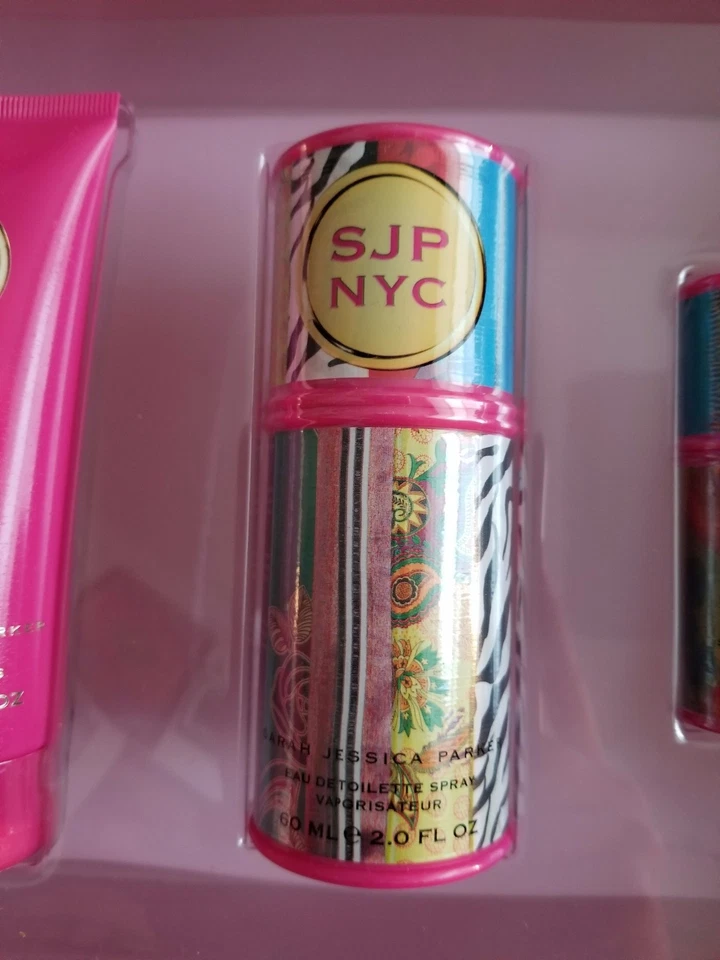 SJP
NYC
SARAH JESSICA PARKER
EAU DE TOILETTE SPRAY
VAPORISATEUR
60 ML e 2.0 FL OZ